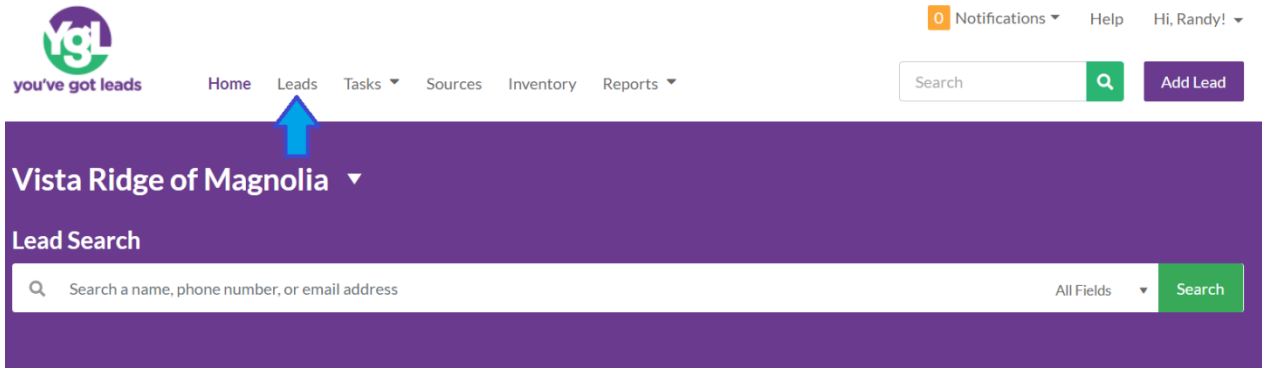 YgL
you've got leads
0 Notifications Help Hi, Randy!
Home Leads Tasks Sources Inventory Reports Search Add Lead
Vista Ridge of Magnolia
Lead Search
Search a name, phone number, or email address All Fields Search